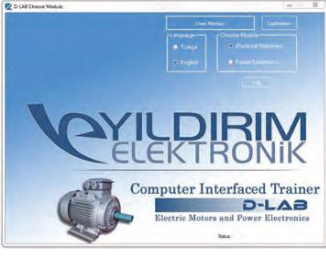 D-LAB Choose Module
User Manual
Calibration
Language
Türkçe
English
Choose Module
Electrical Machines
Power Electronics
YILDIRIM
ELEKTRONİK
Computer Interfaced Trainer
D-LAB
Electric Motors and Power Electronics
Status :